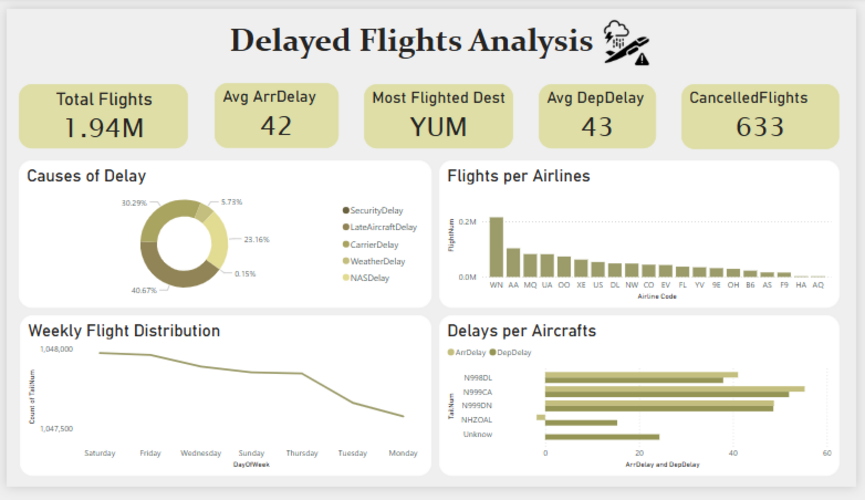 Delayed Flights Analysis
Total Flights
1.94M
Avg ArrDelay
42
Most Flighted Dest
YUM
Avg DepDelay
43
CancelledFlights
633
Causes of Delay
30.29%
5.73%
23.16%
0.15%
40.67%
SecurityDelay
LateAircraftDelay
CarrierDelay
WeatherDelay
NASDelay
Flights per Airlines
FlightNum
0.2M
0.0M
WN AA MQ UA OO XE US DL NW CO EV FL YV 9E OH B6 AS F9 HA AQ
Airline Code
Weekly Flight Distribution
Count of TailNum
1,048,000
1,047,500
Saturday Friday Wednesday Sunday Thursday Tuesday Monday
DayOfWeek
Delays per Aircrafts
ArrDelay DepDelay
TailNum
N998DL
N999CA
N999DN
NHZOAL
Unknow
0 20 40 60
ArrDelay and DepDelay